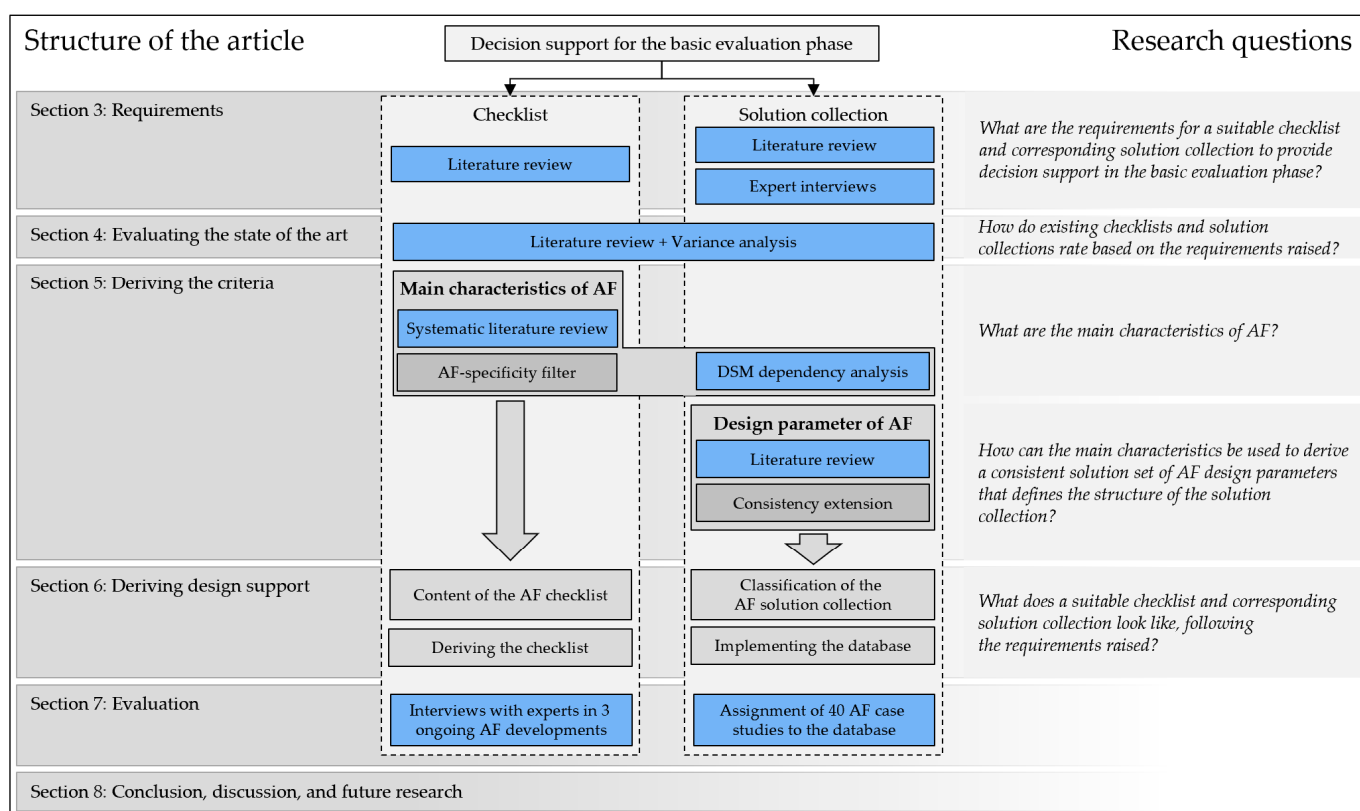 Structure of the article
Decision support for the basic evaluation phase
Research questions
Section 3: Requirements
Checklist
Literature review
Solution collection
Literature review
Expert interviews
What are the requirements for a suitable checklist
and corresponding solution collection to provide
decision support in the basic evaluation phase?
Section 4: Evaluating the state of the art
Literature review + Variance analysis
How do existing checklists and solution
collections rate based on the requirements raised?
Section 5: Deriving the criteria
Main characteristics of AF
Systematic literature review
AF-specificity filter
DSM dependency analysis
What are the main characteristics of AF?
Design parameter of AF
Literature review
Consistency extension
How can the main characteristics be used to derive
a consistent solution set of AF design parameters
that defines the structure of the solution
collection?
Section 6: Deriving design support
Content of the AF checklist
Deriving the checklist
Classification of the
AF solution collection
Implementing the database
What does a suitable checklist and corresponding
solution collection look like, following
the requirements raised?
Section 7: Evaluation
Interviews with experts in 3
ongoing AF developments
Assignment of 40 AF case
studies to the database
Section 8: Conclusion, discussion, and future research